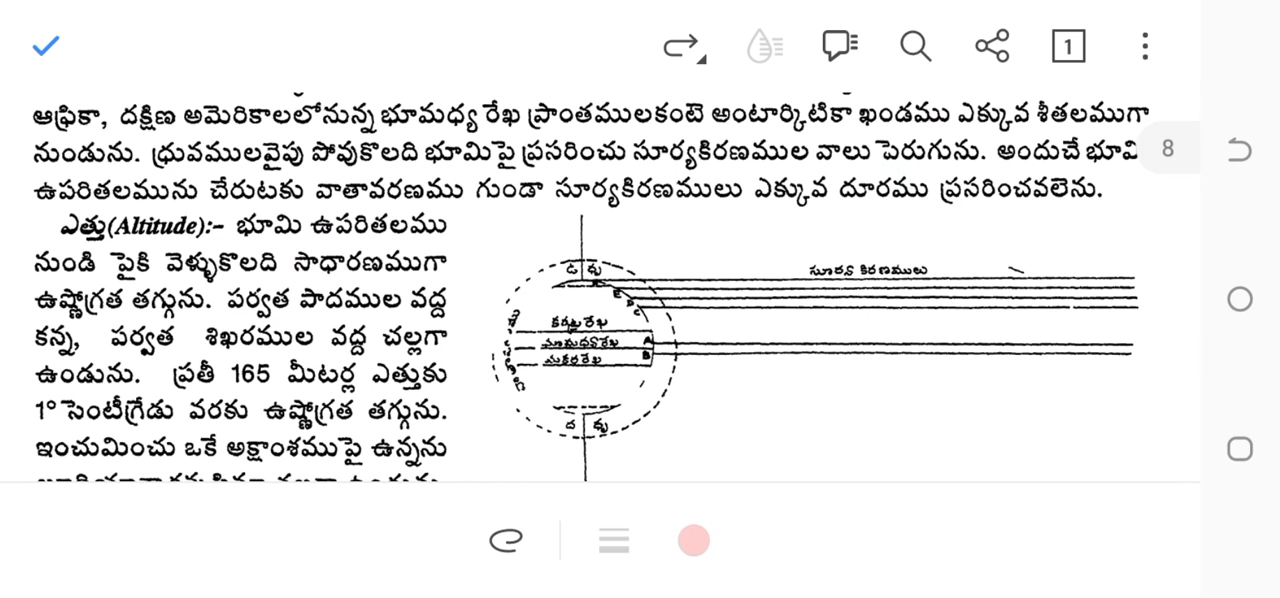 1
ఆఫ్రికా, దక్షిణ అమెరికాలలోనున్న భూమధ్య రేఖ ప్రాంతములకంటె అంటార్కిటికా ఖండము ఎక్కువ శీతలముగా
నుండును. ధ్రువములవైపు పోవుకొలది భూమిపై ప్రసరించు సూర్యకిరణముల వాలు పెరుగును. అందుచే భూమి
8
ఉపరితలమును చేరుటకు వాతావరణము గుండా సూర్యకిరణములు ఎక్కువ దూరము ప్రసరించవలెను.
ఎత్తు(Altitude):- భూమి ఉపరితలము
నుండి పైకి వెళ్ళుకొలది సాధారణముగా
ఉష్ణోగ్రత తగ్గును. పర్వత పాదముల వద్ద
కన్న, పర్వత శిఖరముల వద్ద చల్లగా
ఉండును. ప్రతీ 165 మీటర్ల ఎత్తుకు
1° సెంటీగ్రేడు వరకు ఉష్ణోగ్రత తగ్గును.
ఇంచుమించు ఒకే అక్షాంశముపై ఉన్నను
ఉ ధ్రు
సూర్య కిరణములు
E
D
C
కర్కట రేఖ
భూమధ్యరేఖ A
మకరరేఖ B
ద ధ్రు